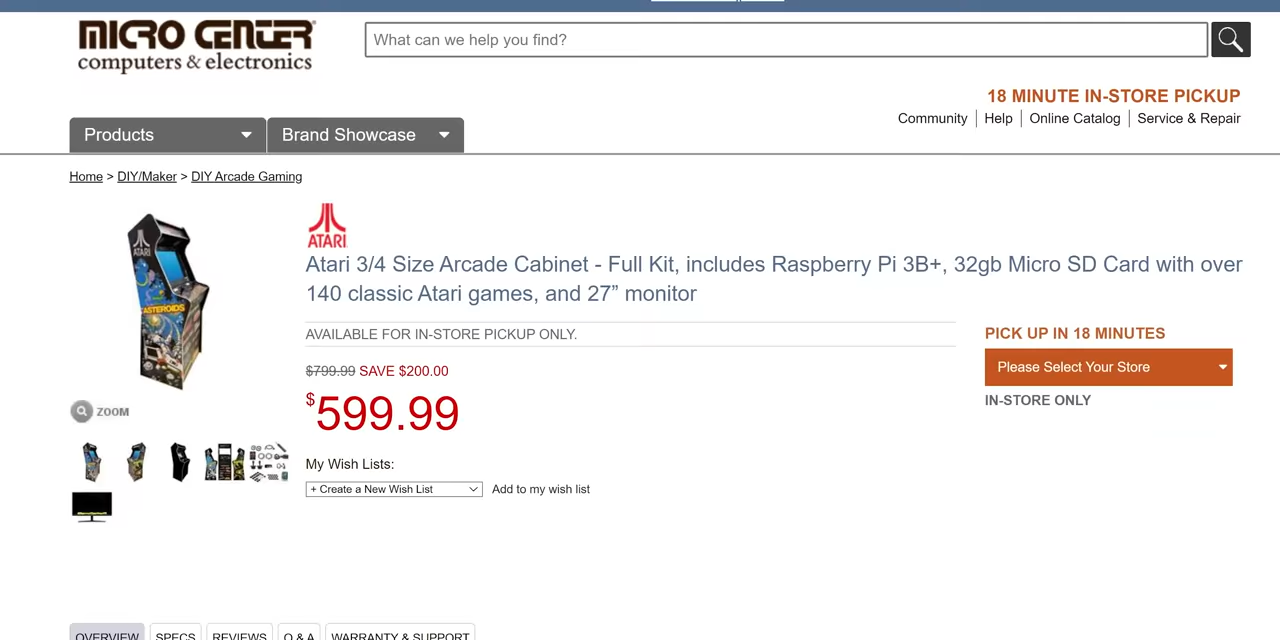 MICRO CENTER
computers & electronics
What can we help you find?
18 MINUTE IN-STORE PICKUP
Community | Help | Online Catalog | Service & Repair
Products
Brand Showcase
Home > DIY/Maker > DIY Arcade Gaming
ATARI
ASTEROIDS
ZOOM
ATARI
Atari 3/4 Size Arcade Cabinet - Full Kit, includes Raspberry Pi 3B+, 32gb Micro SD Card with over
140 classic Atari games, and 27” monitor
AVAILABLE FOR IN-STORE PICKUP ONLY.
$799.99 SAVE $200.00
$599.99
My Wish Lists:
+ Create a New Wish List
Add to my wish list
PICK UP IN 18 MINUTES
Please Select Your Store
IN-STORE ONLY
OVERVIEW
SPECS
REVIEWS
Q & A
WARRANTY & SUPPORT